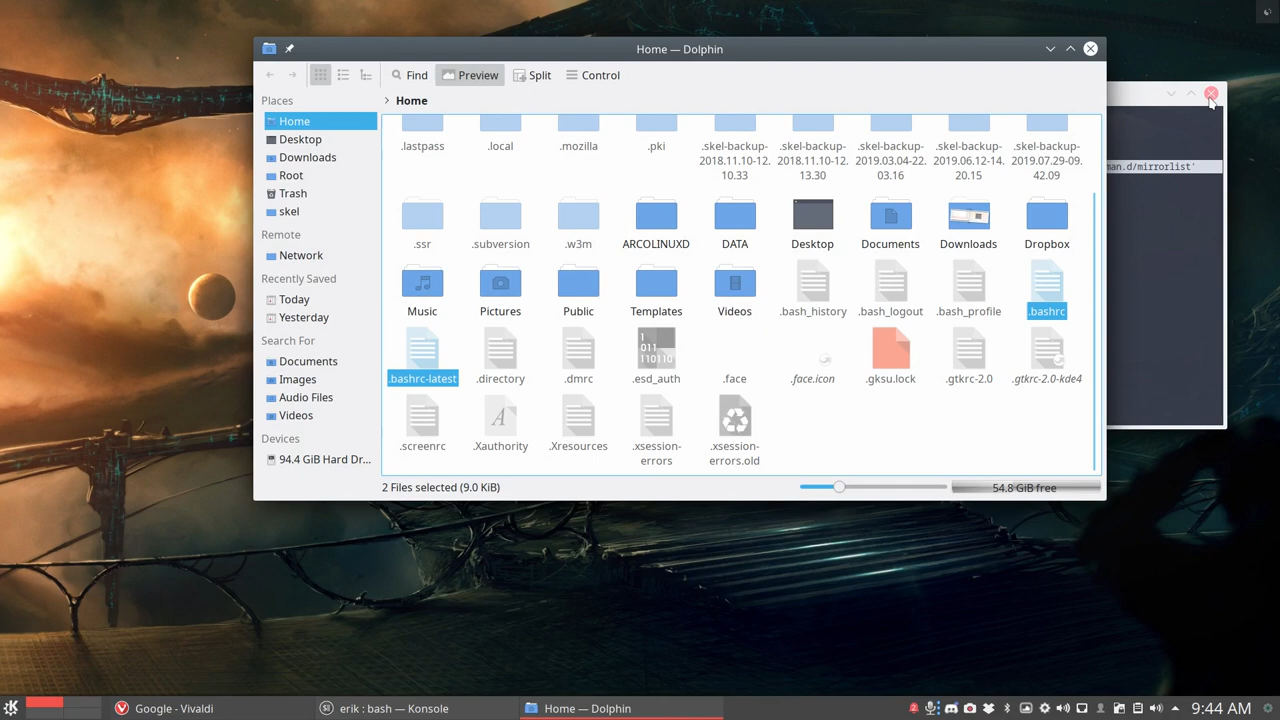 Home — Dolphin
Find
Preview
Split
Control
Places
Home
Home
Desktop
Downloads
Root
Trash
skel
Remote
Network
Recently Saved
Today
Yesterday
Search For
Documents
Images
Audio Files
Videos
Devices
94.4 GiB Hard Dr...
.lastpass
.local
.mozilla
.pki
.skel-backup-
2018.11.10-12.
10.33
.skel-backup-
2018.11.10-12.
13.30
.skel-backup-
2019.03.04-22.
03.16
.skel-backup-
2019.06.12-14.
20.15
.skel-backup-
2019.07.29-09.
42.09
man.d/mirrorlist'
.ssr
.subversion
.w3m
ARCOLINUXD
DATA
Desktop
Documents
Downloads
Dropbox
Music
Pictures
Public
Templates
Videos
.bash_history
.bash_logout
.bash_profile
.bashrc
1
011
110110
.bashrc-latest
.directory
.dmrc
.esd_auth
.face
.face.icon
.gksu.lock
.gtkrc-2.0
.gtkrc-2.0-kde4
A
.screenrc
.Xauthority
.Xresources
.xsession-
errors
.xsession-
errors.old
2 Files selected (9.0 KiB)
54.8 GiB free
Google - Vivaldi
erik : bash — Konsole
Home — Dolphin
2
9:44 AM